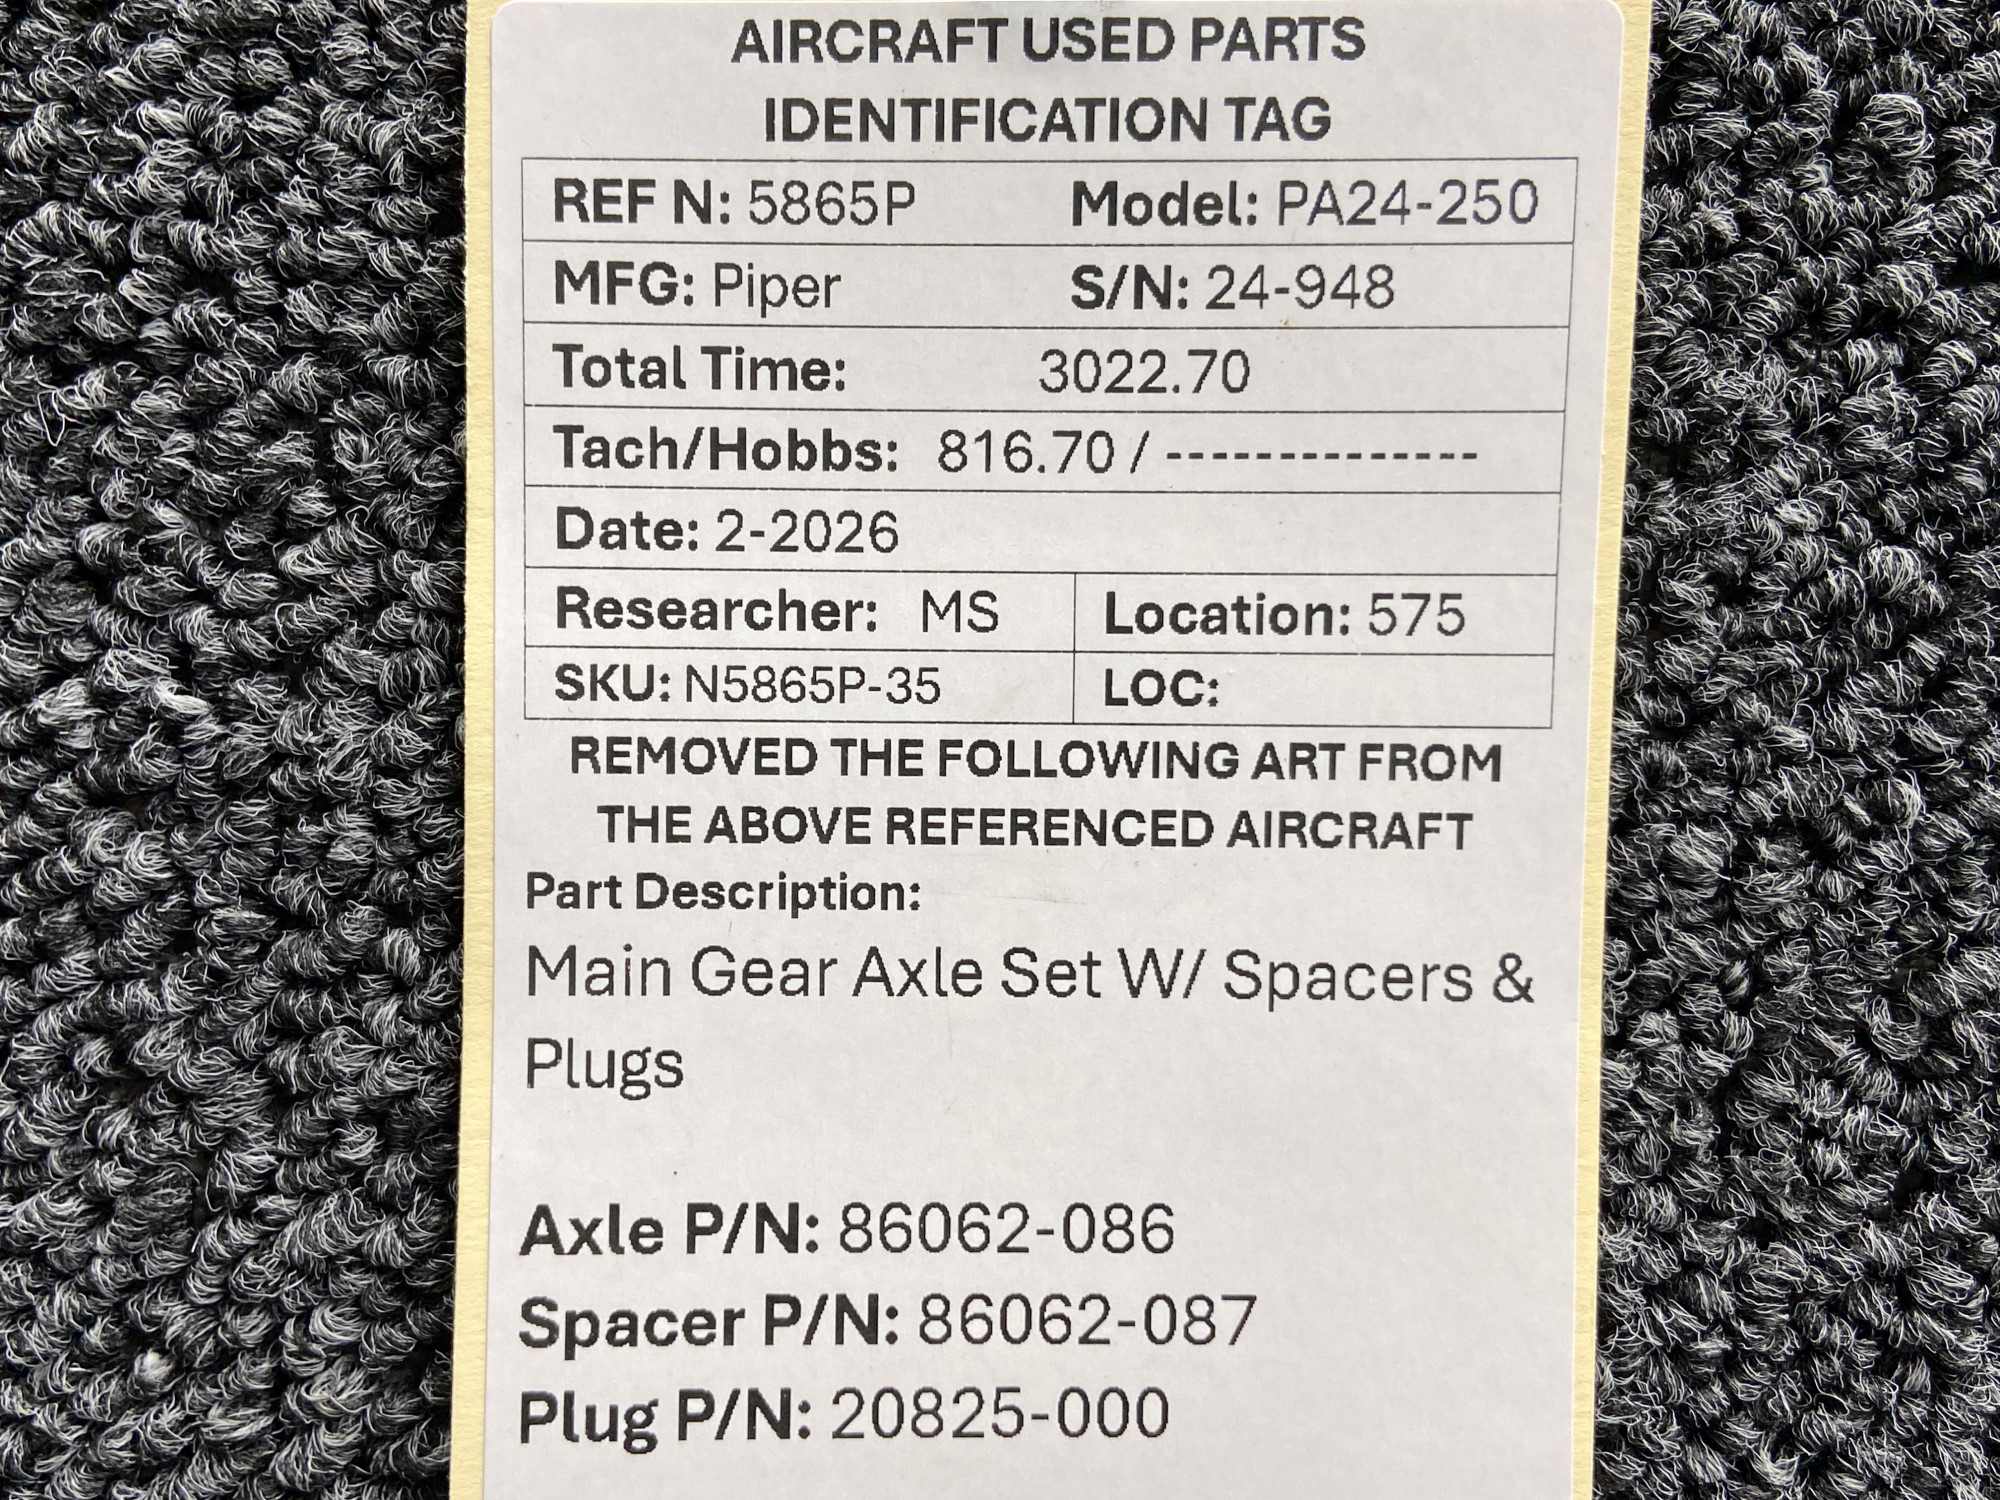 AIRCRAFT USED PARTS
IDENTIFICATION TAG
REF N: 5865P Model: PA24-250
MFG: Piper S/N: 24-948
Total Time: 3022.70
Tach/Hobbs: 816.70 / --------------
Date: 2-2026
Researcher: MS Location: 575
SKU: N5865P-35 LOC:
REMOVED THE FOLLOWING ART FROM
THE ABOVE REFERENCED AIRCRAFT
Part Description:
Main Gear Axle Set W/ Spacers &
Plugs
Axle P/N: 86062-086
Spacer P/N: 86062-087
Plug P/N: 20825-000